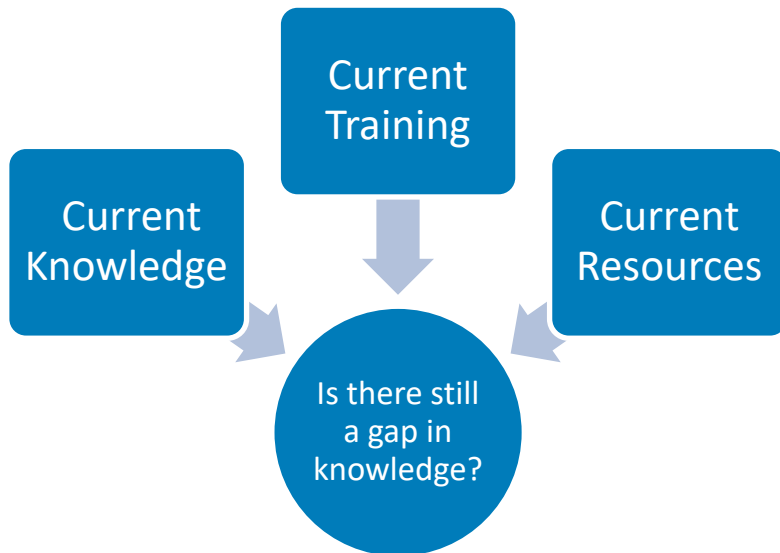 Current
Training
Current
Knowledge
Current
Resources
Is there still
a gap in
knowledge?